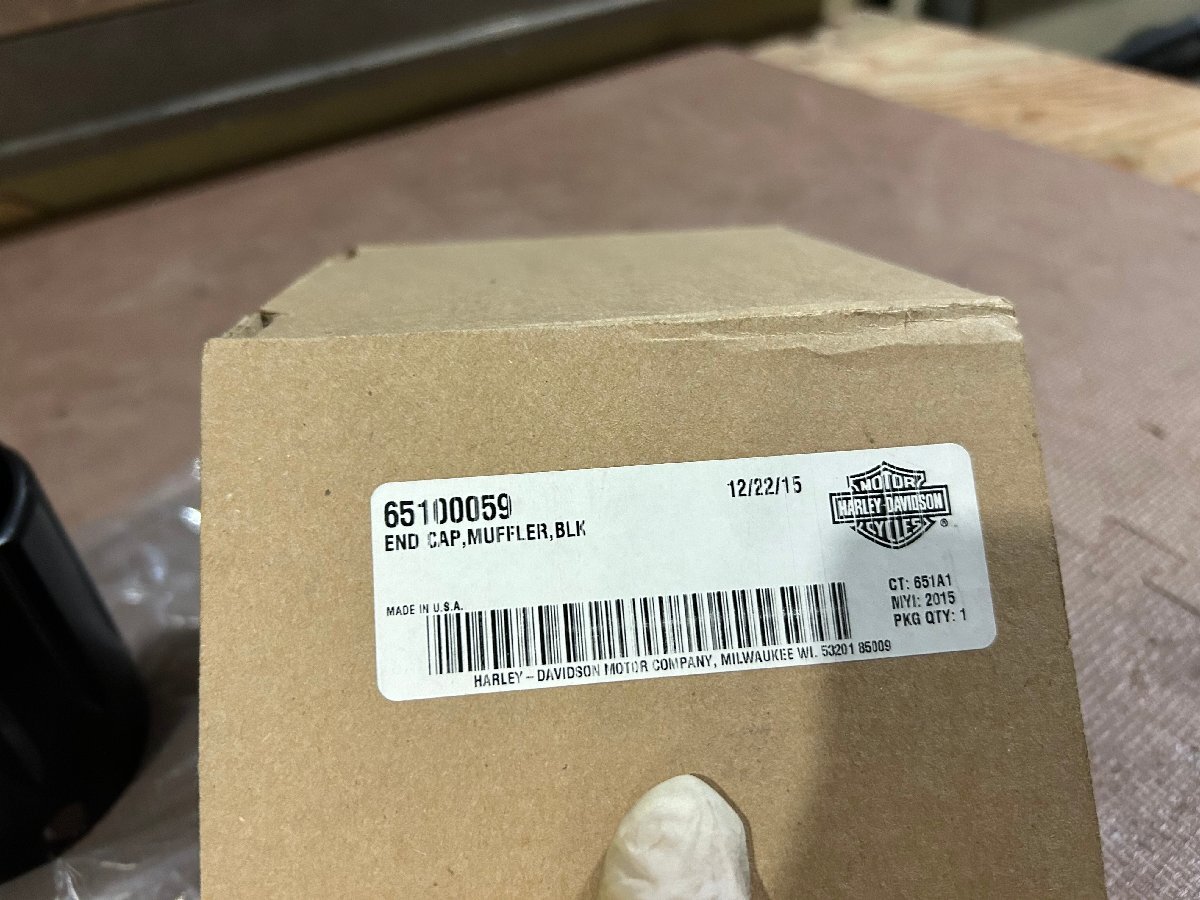 65100059
12/22/15
END CAP,MUFFLER,BLK
MOTOR
HARLEY-DAVIDSON
CYCLES
®
MADE IN U.S.A.
CT: 651A1
MYI: 2015
PKG QTY: 1
HARLEY-DAVIDSON MOTOR COMPANY, MILWAUKEE WI. 53201 85009